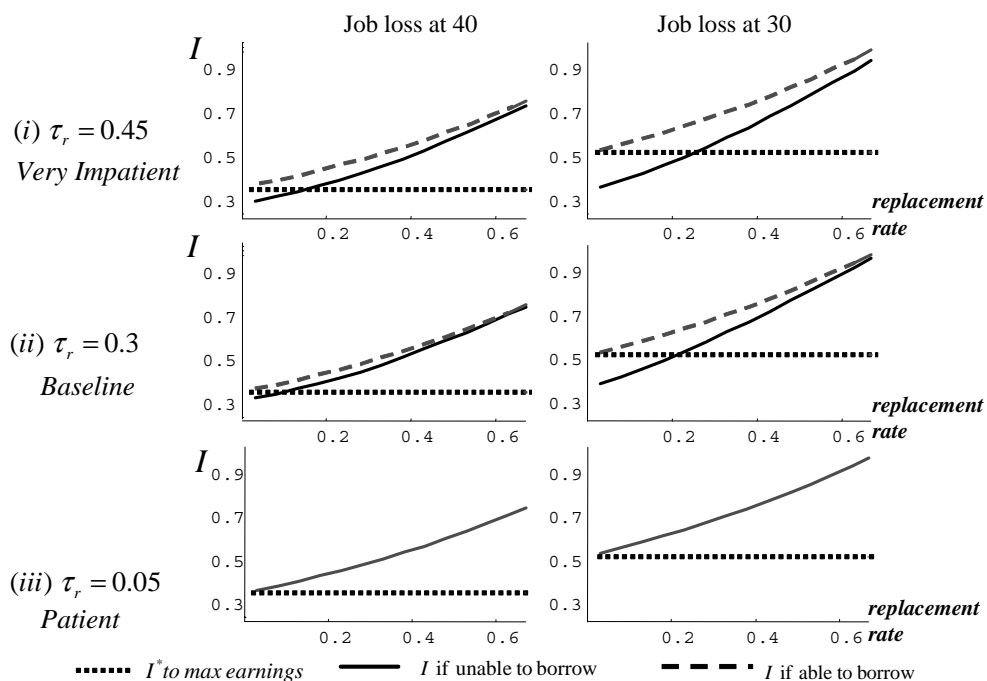 Job loss at 40 Job loss at 30
I
0.9 0.9
0.7 0.7
(i) τr = 0.45
Very Impatient
0.5 0.5
0.3 0.3
replacement
rate
0.2 0.4 0.6 0.2 0.4 0.6
I
0.9 0.9
0.7 0.7
(ii) τr = 0.3
Baseline
0.5 0.5
0.3 0.3
replacement
rate
0.2 0.4 0.6 0.2 0.4 0.6
I
0.9 0.9
0.7 0.7
0.5 0.5
(iii) τr = 0.05
Patient
0.3 0.3
replacement
rate
0.2 0.4 0.6 0.2 0.4 0.6
I* to max earnings I if unable to borrow I if able to borrow